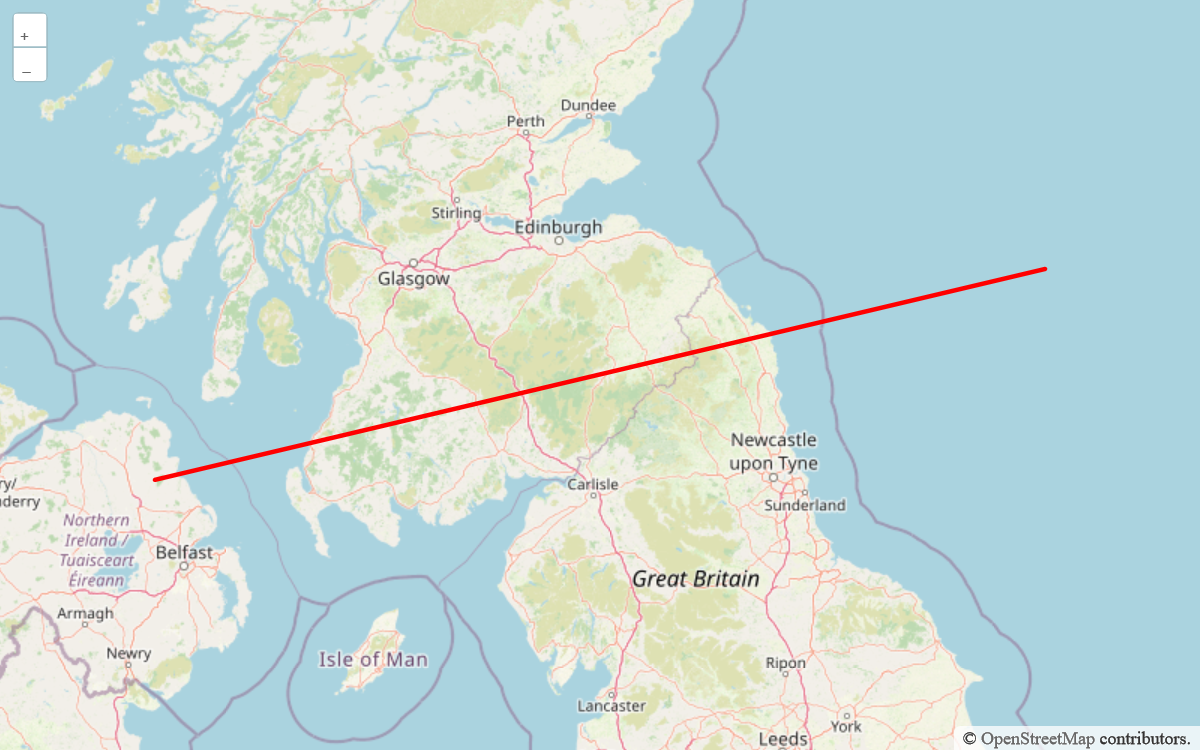 +
–
Dundee
Perth
Stirling
Edinburgh
Glasgow
ry/
derry
Northern
Ireland /
Tuaisceart
Éireann
Belfast
Armagh
Newry
Newcastle
upon Tyne
Carlisle
Sunderland
Great Britain
Isle of Man
Ripon
Lancaster
York
Leeds
© OpenStreetMap contributors.